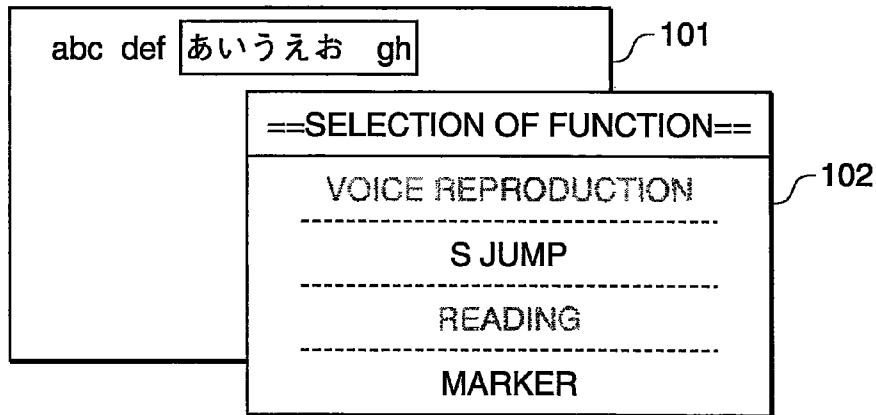 abc def あいうえお gh
101
==SELECTION OF FUNCTION==
VOICE REPRODUCTION
102
S JUMP
READING
MARKER